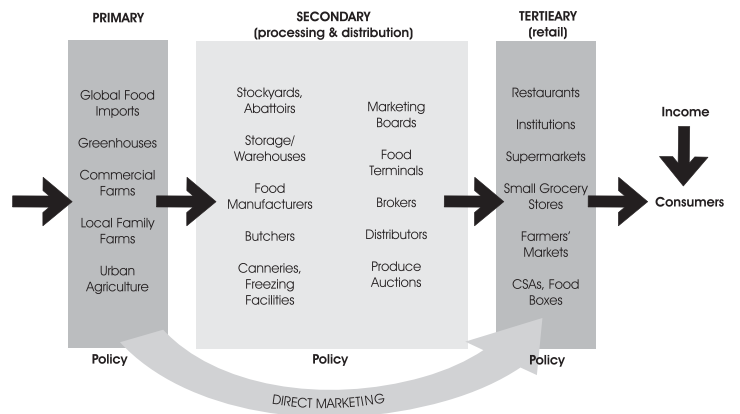 PRIMARY
Global Food
Imports
Greenhouses
Commercial
Farms
Local Family
Farms
Urban
Agriculture
Policy
SECONDARY
(processing & distribution)
Stockyards,
Abattoirs
Storage/
Warehouses
Food
Manufacturers
Butchers
Canneries,
Freezing
Facilities
Marketing
Boards
Food
Terminals
Brokers
Distributors
Produce
Auctions
Policy
TERTIEARY
(retail)
Restaurants
Institutions
Supermarkets
Small Grocery
Stores
Farmers'
Markets
CSAs, Food
Boxes
Policy
Income
Consumers
DIRECT MARKETING